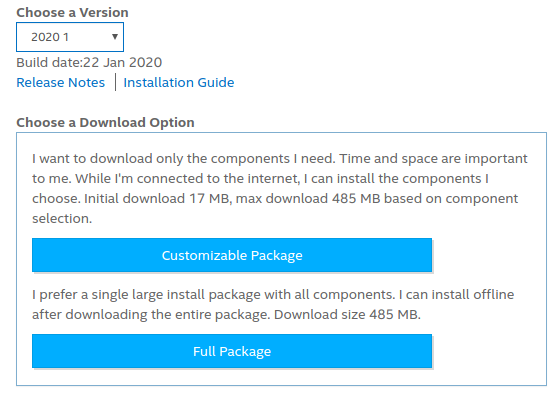 Choose a Version
2020 1
Build date:22 Jan 2020
Release Notes | Installation Guide
Choose a Download Option
I want to download only the components I need. Time and space are important
to me. While I'm connected to the internet, I can install the components I
choose. Initial download 17 MB, max download 485 MB based on component
selection.
Customizable Package
I prefer a single large install package with all components. I can install offline
after downloading the entire package. Download size 485 MB.
Full Package